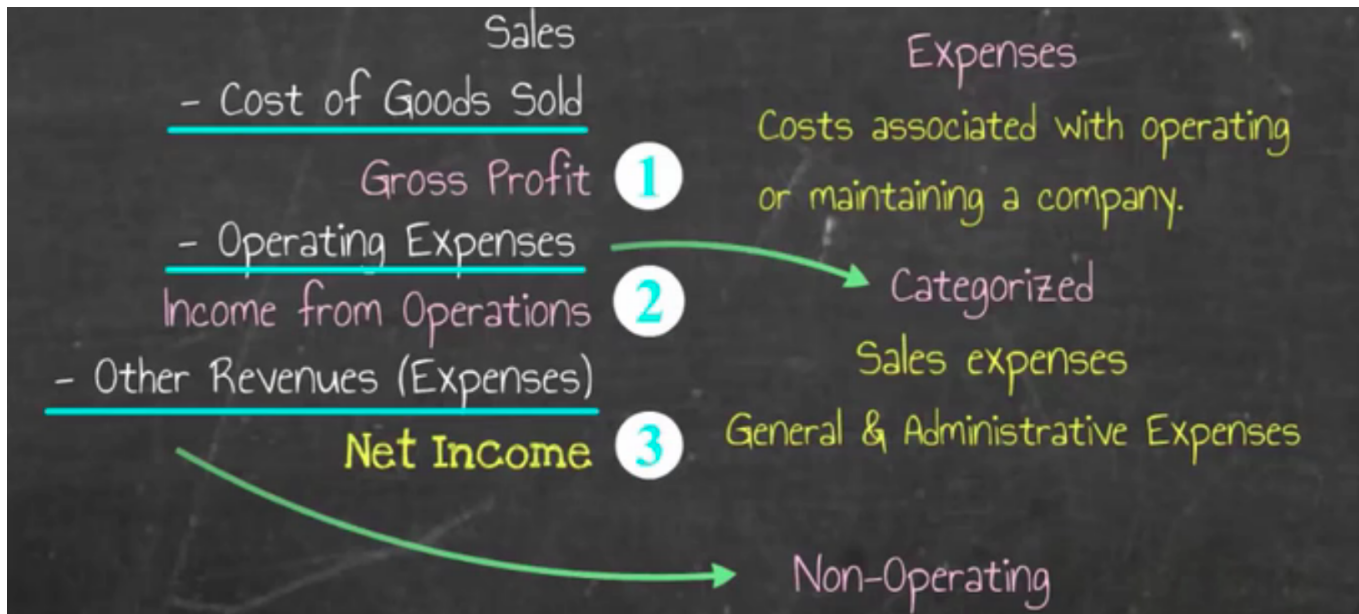 Sales
- Cost of Goods Sold
Gross Profit 1
- Operating Expenses
Income from Operations 2
- Other Revenues (Expenses)
Net Income 3
Expenses
Costs associated with operating
or maintaining a company.
Categorized
Sales expenses
General & Administrative Expenses
Non-Operating